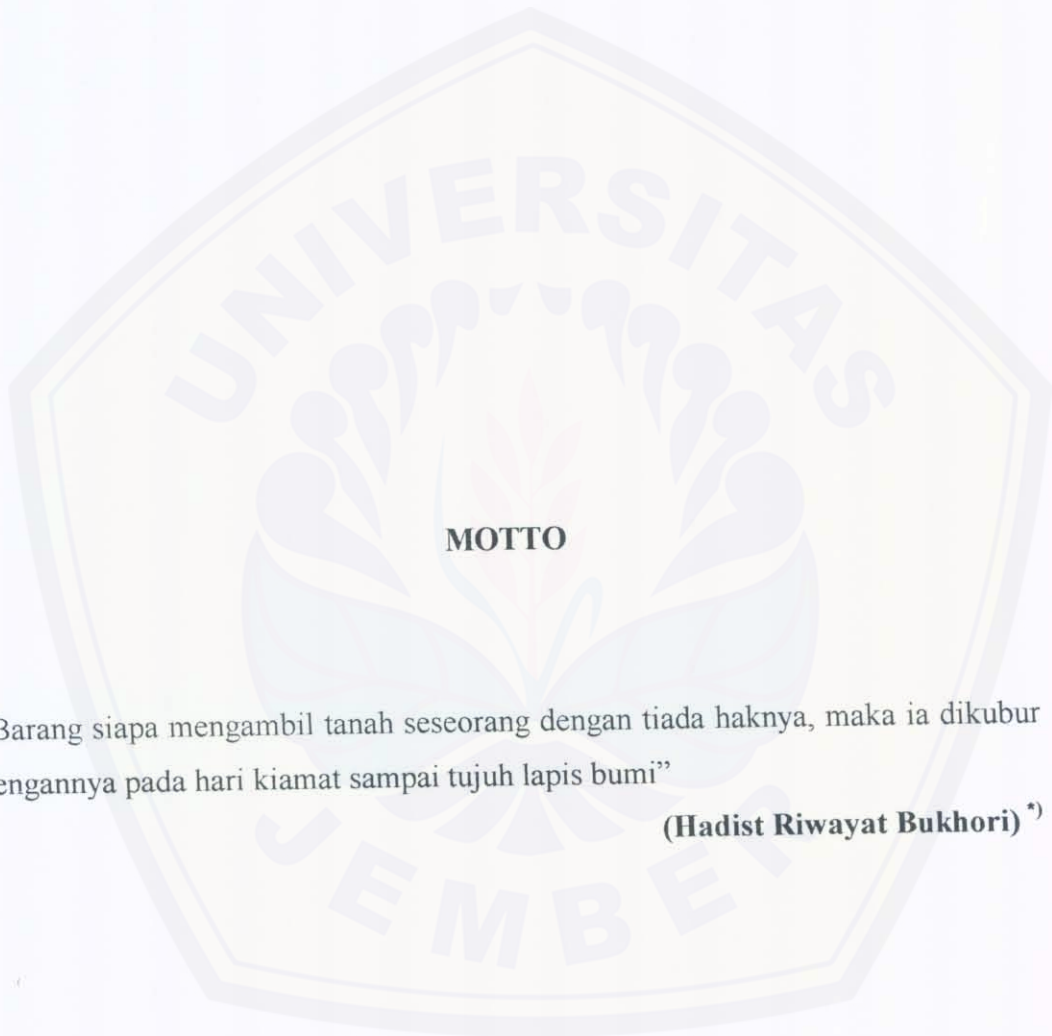 UNIVERSITAS
MOTTO
Barang siapa mengambil tanah seseorang dengan tiada haknya, maka ia dikubur
engannya pada hari kiamat sampai tujuh lapis bumi”
(Hadist Riwayat Bukhori) *)
JEMBER